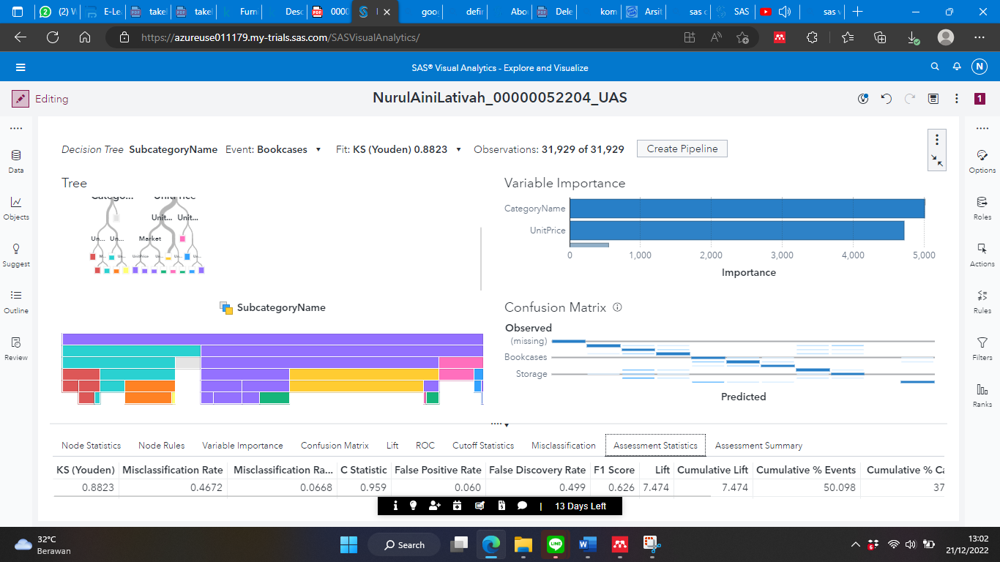 (2) W
E-Le
takel
takel
Furn
Desc
0000
goo
defir
Abo
Dele
kom
Arsit
sas c
SAS
sas v
https://azureuse011179.my-trials.sas.com/SASVisualAnalytics/
SAS® Visual Analytics - Explore and Visualize
N
Editing
NurulAiniLativah_00000052204_UAS
1
Data
Objects
Suggest
Outline
Review
Decision Tree SubcategoryName Event: Bookcases Fit: KS (Youden) 0.8823 Observations: 31,929 of 31,929 Create Pipeline
Tree
Unit... Unit...
Un... Un... Market
M... Un... UnitPrice Un... Un... Un...
SubcategoryName
Variable Importance
CategoryName
UnitPrice
0 1,000 2,000 3,000 4,000 5,000
Importance
Confusion Matrix
Observed
(missing)
Bookcases
Storage
Predicted
Options
Roles
Actions
Rules
Filters
Ranks
Node Statistics Node Rules Variable Importance Confusion Matrix Lift ROC Cutoff Statistics Misclassification Assessment Statistics Assessment Summary
KS (Youden) Misclassification Rate Misclassification Ra... C Statistic False Positive Rate False Discovery Rate F1 Score Lift Cumulative Lift Cumulative % Events Cumulative % Ca
0.8823 0.4672 0.0668 0.959 0.060 0.499 0.626 7.474 7.474 50.098 37
| 13 Days Left
32°C
Berawan
Search
LINE
13:02
21/12/2022